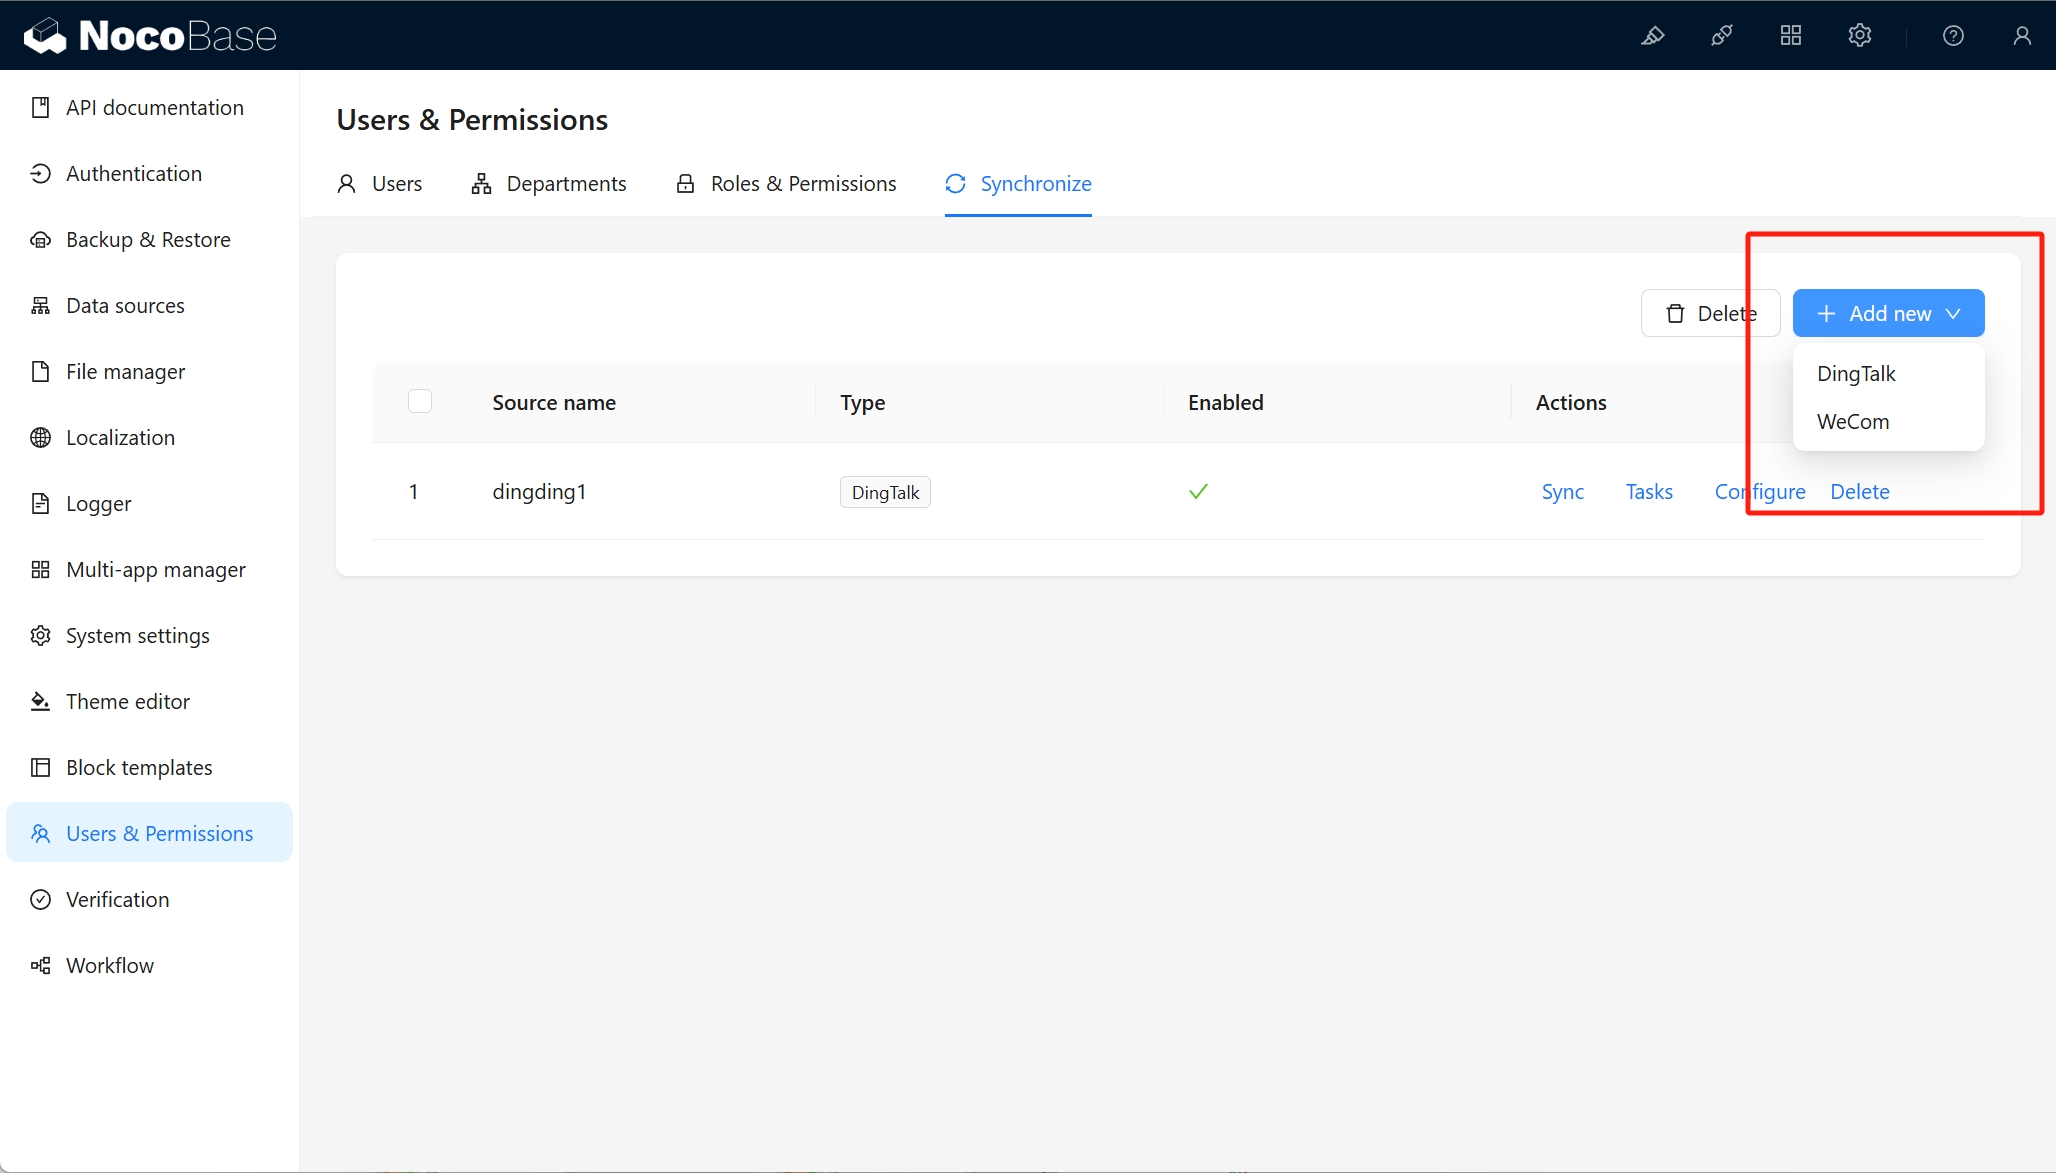 NocoBase
API documentation
Authentication
Backup & Restore
Data sources
File manager
Localization
Logger
Multi-app manager
System settings
Theme editor
Block templates
Users & Permissions
Verification
Workflow
Users & Permissions
Users Departments Roles & Permissions Synchronize
Delete Add new
DingTalk
WeCom
Source name Type Enabled Actions
1 dingding1 DingTalk Sync Tasks Configure Delete